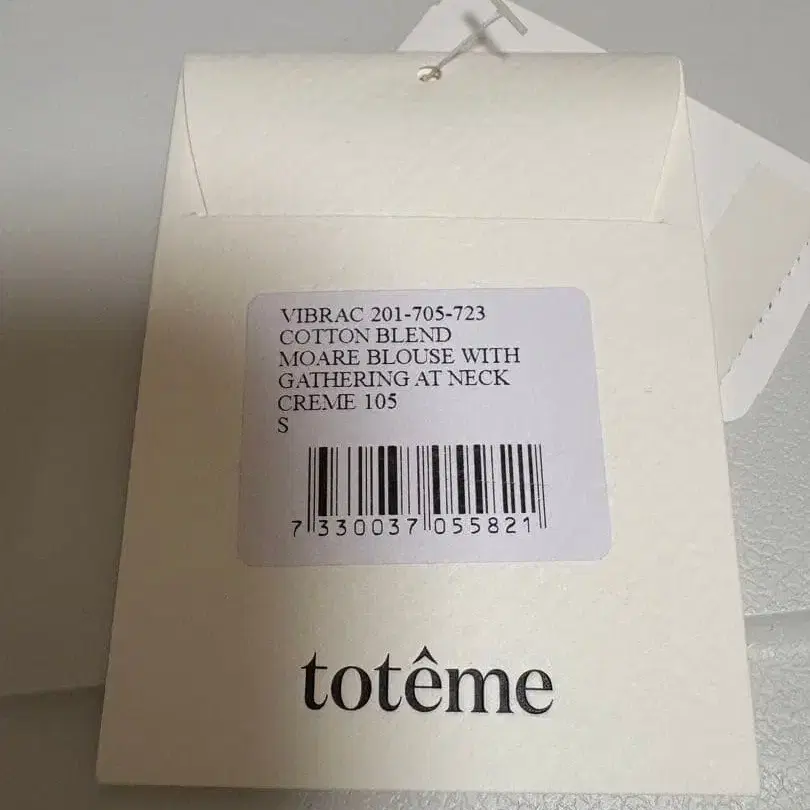 VIBRAC 201-705-723
COTTON BLEND
MOARE BLOUSE WITH
GATHERING AT NECK
CREME 105
S
7 330037 055821
totême